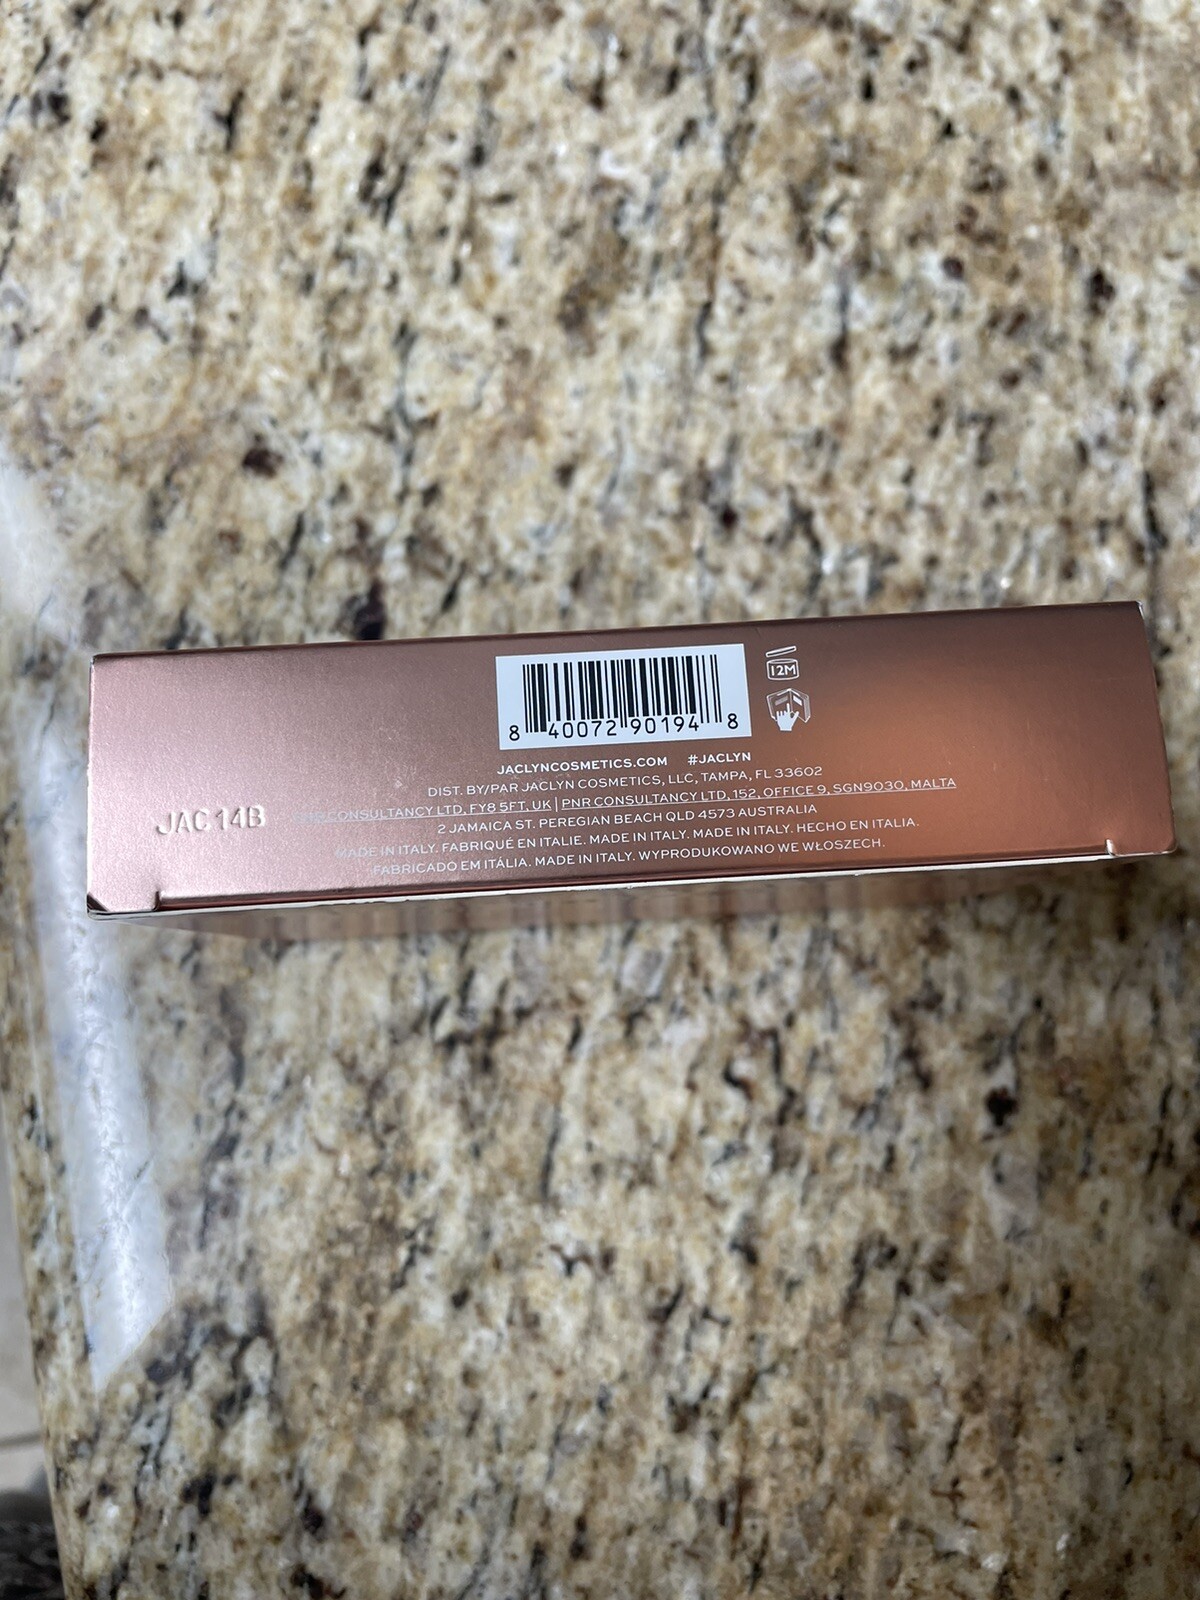 12M
8 40072 90194 8
JACLYNCOSMETICS.COM #JACLYN
DIST. BY/PAR JACLYN COSMETICS, LLC, TAMPA, FL 33602
CONSULTANCY LTD, FY8 5FT, UK | PNR CONSULTANCY LTD, 152, OFFICE 9, SGN9030, MALTA
2 JAMAICA ST. PEREGIAN BEACH QLD 4573 AUSTRALIA
MADE IN ITALY. FABRIQUÉ EN ITALIE. MADE IN ITALY. MADE IN ITALY. HECHO EN ITALIA.
FABRICADO EM ITÁLIA. MADE IN ITALY. WYPRODUKOWANO WE WŁOSZECH.
JAC 14B